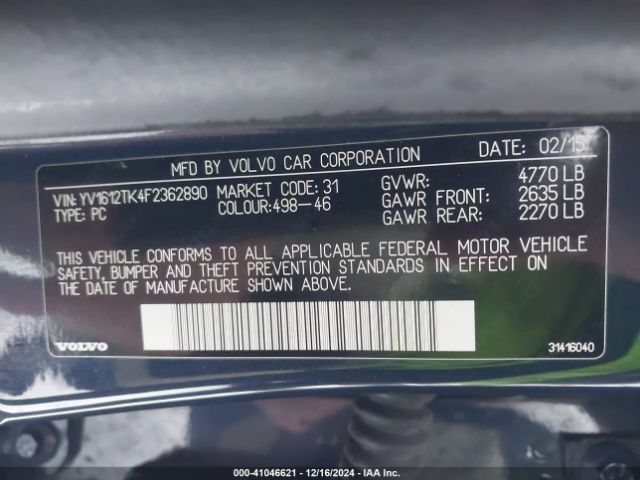 MFD BY VOLVO CAR CORPORATION DATE: 02/15
VIN: YV1612TK4F2362890 MARKET CODE: 31 GVWR: 4770 LB
TYPE: PC COLOUR:498-46 GAWR FRONT: 2635 LB
GAWR REAR: 2270 LB
THIS VEHICLE CONFORMS TO ALL APPLICABLE FEDERAL MOTOR VEHICLE
SAFETY, BUMPER AND THEFT PREVENTION STANDARDS IN EFFECT ON
THE DATE OF MANUFACTURE SHOWN ABOVE.
VOLVO 31416040
000-41046621 - 12/16/2024 - IAA Inc.